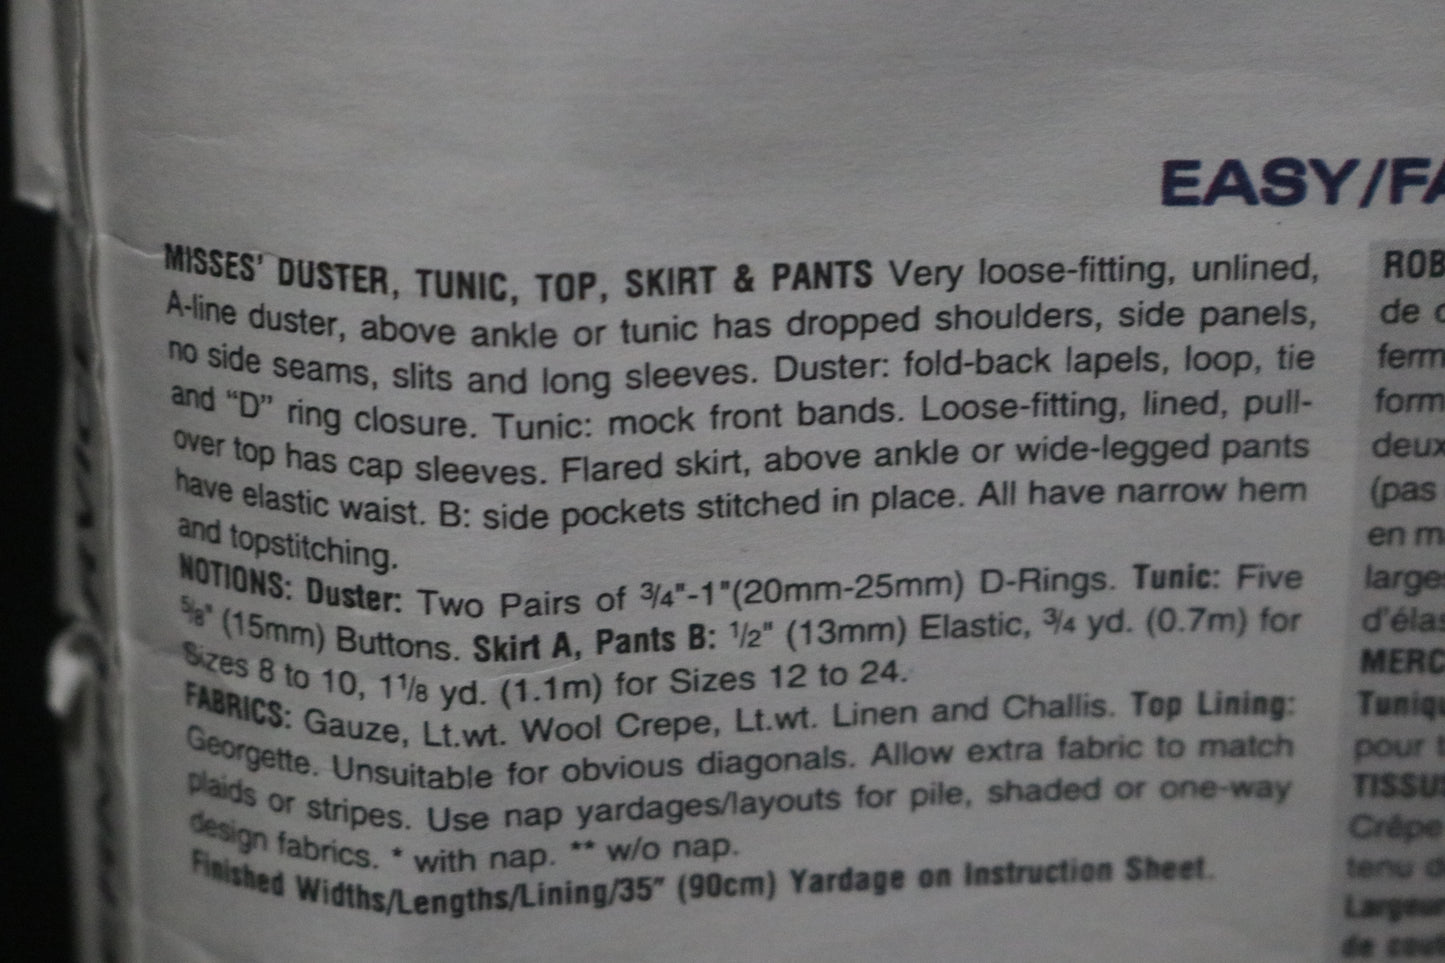 EASY/FA
MISSES' DUSTER, TUNIC, TOP, SKIRT & PANTS Very loose-fitting, unlined,
A-line duster, above ankle or tunic has dropped shoulders, side panels,
no side seams, slits and long sleeves. Duster: fold-back lapels, loop, tie
and “D” ring closure. Tunic: mock front bands. Loose-fitting, lined, pull-
over top has cap sleeves. Flared skirt, above ankle or wide-legged pants
have elastic waist. B: side pockets stitched in place. All have narrow hem
and topstitching.
NOTIONS: Duster: Two Pairs of ¾"-1"(20mm-25mm) D-Rings. Tunic: Five
⅝" (15mm) Buttons. Skirt A, Pants B: ½" (13mm) Elastic, ¾ yd. (0.7m) for
Sizes 8 to 10, 1⅛ yd. (1.1m) for Sizes 12 to 24.
FABRICS: Gauze, Lt.wt. Wool Crepe, Lt.wt. Linen and Challis. Top Lining:
Georgette. Unsuitable for obvious diagonals. Allow extra fabric to match
plaids or stripes. Use nap yardages/layouts for pile, shaded or one-way
design fabrics. * with nap. ** w/o nap.
Finished Widths/Lengths/Lining/35" (90cm) Yardage on Instruction Sheet.
ROB
de
ferm
form
deux
(pas
en m
large
d'élas
MERC
Tuniqu
pour
TISSUS
Crêpe
tenu d
Largeur
de cout